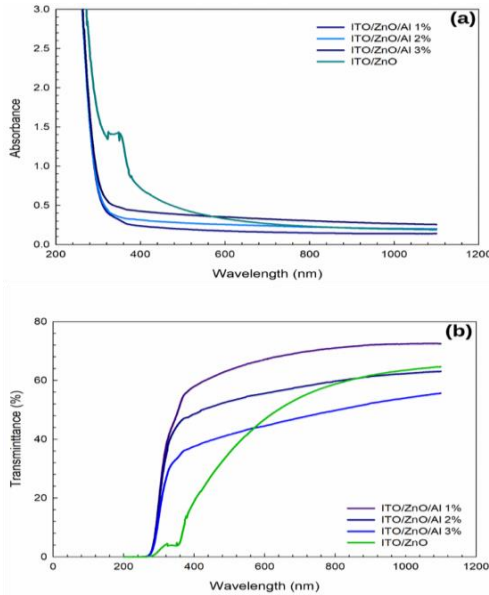 (a)
ITO/ZnO/Al 1%
ITO/ZnO/Al 2%
ITO/ZnO/Al 3%
ITO/ZnO
Absorbance
3.0
2.5
2.0
1.5
1.0
0.5
0.0
200 400 600 800 1000 1200
Wavelength (nm)
(b)
Transminttance (%)
80
60
40
20
0
0 200 400 600 800 1000 1200
ITO/ZnO/Al 1%
ITO/ZnO/Al 2%
ITO/ZnO/Al 3%
ITO/ZnO
Wavelength (nm)